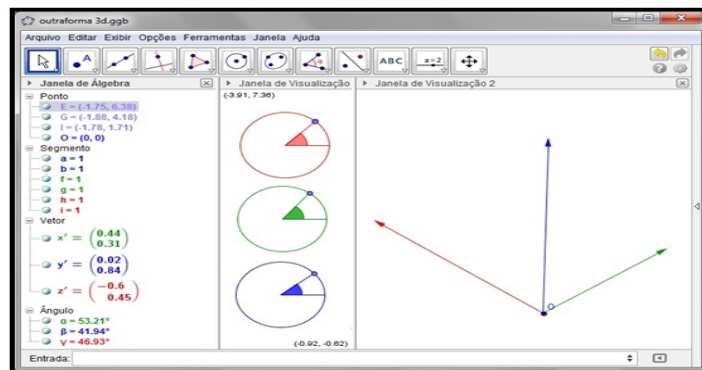 outraforma 3d.ggb
Arquivo Editar Exibir Opções Ferramentas Janela Ajuda
ABC a=2
Janela de Álgebra
Janela de Visualização
Janela de Visualização 2
Ponto
E = (-1.75, 6.38)
G = (-1.88, 4.18)
I = (-1.78, 1.71)
O = (0, 0)
Segmento
a = 1
b = 1
f = 1
g = 1
h = 1
i = 1
Vetor
x' = (0.44
0.31)
y' = (0.02
0.84)
z' = (-0.6
0.45)
Ângulo
α = 53.21°
β = 41.94°
γ = 46.93°
(-3.91, 7.36)
(-0.92, -0.62)
O
Entrada: